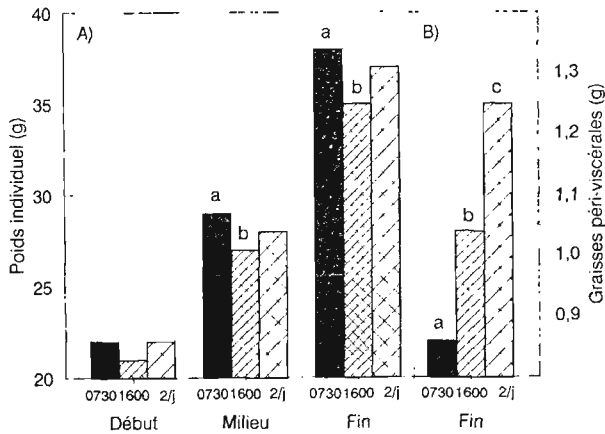 40
35
30
25
20
Poids individuel (g)
A)
B)
a
b
a
b
a
b
c
1,3
1,2
1,1
1,0
0,9
Graisses péri-viscérales (g)
0730 1600 2/j
0730 1600 2/j
0730 1600 2/j
0730 1600 2/j
Début
Milieu
Fin
Fin